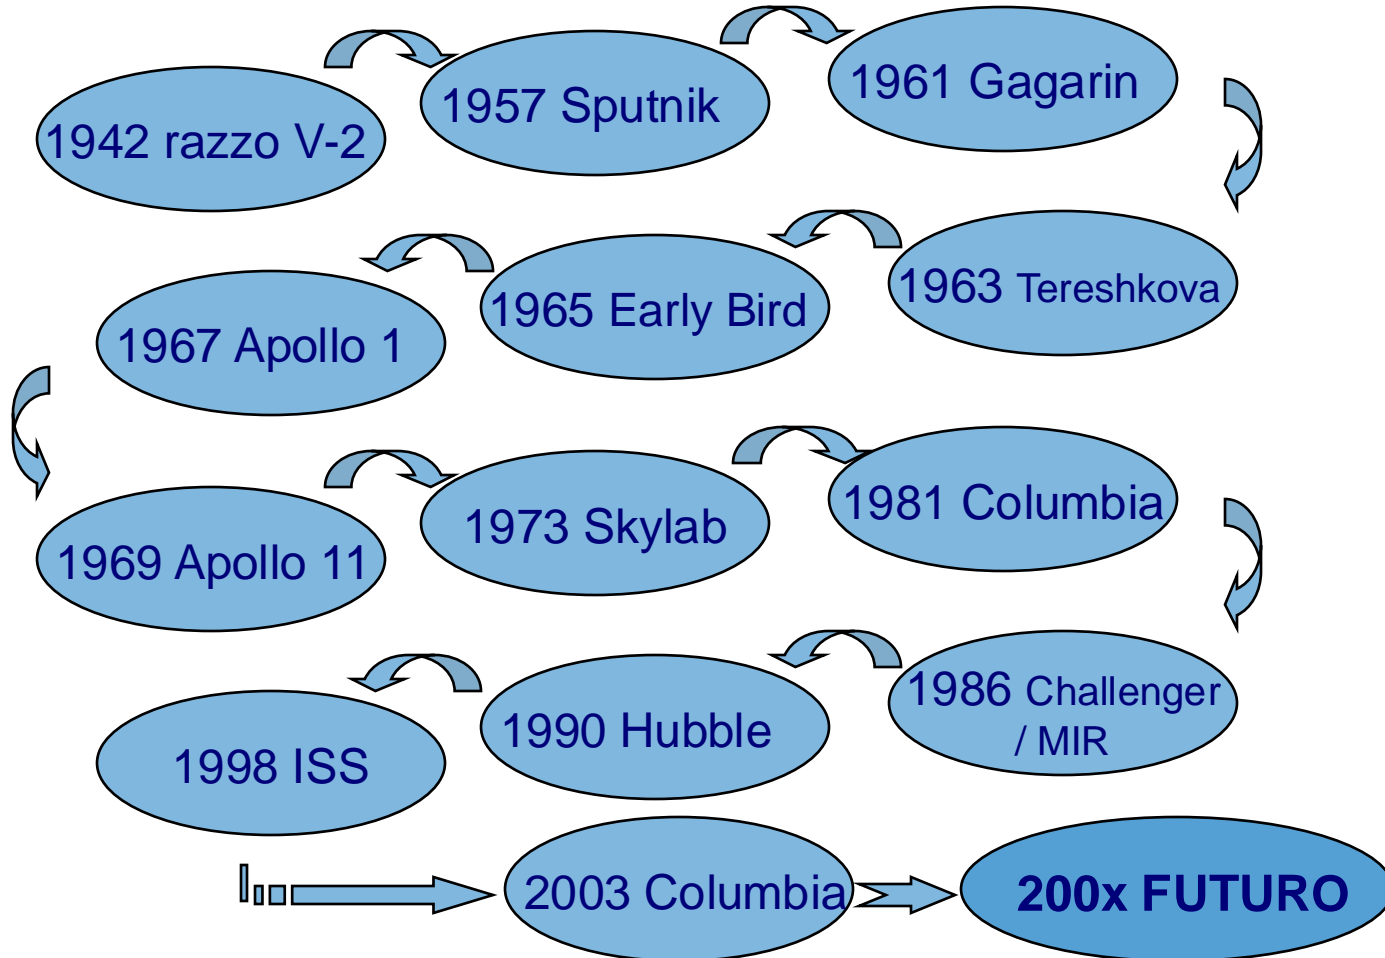 1942 razzo V-2
1957 Sputnik
1961 Gagarin
1963 Tereshkova
1965 Early Bird
1967 Apollo 1
1969 Apollo 11
1973 Skylab
1981 Columbia
1986 Challenger
/ MIR
1990 Hubble
1998 ISS
2003 Columbia
200x FUTURO